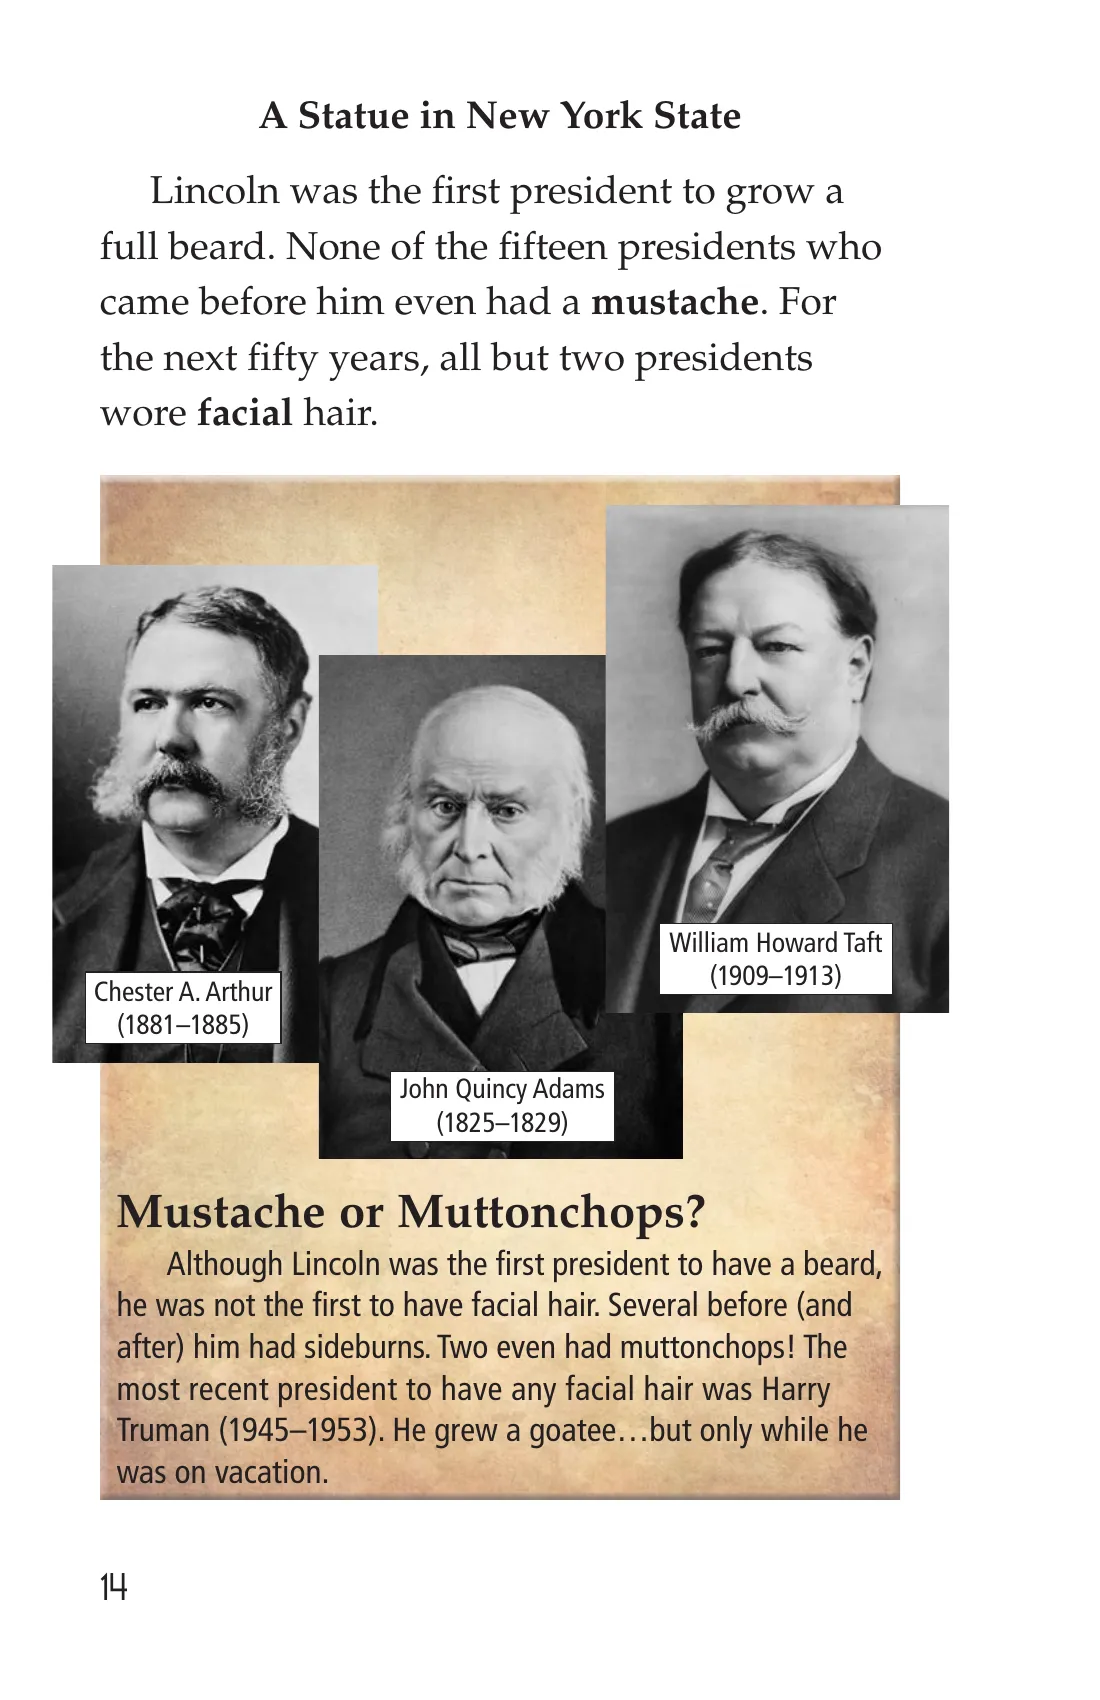 A Statue in New York State
Lincoln was the first president to grow a
full beard. None of the fifteen presidents who
came before him even had a mustache. For
the next fifty years, all but two presidents
wore facial hair.
Chester A. Arthur
(1881–1885)
John Quincy Adams
(1825–1829)
William Howard Taft
(1909–1913)
Mustache or Muttonchops?
Although Lincoln was the first president to have a beard,
he was not the first to have facial hair. Several before (and
after) him had sideburns. Two even had muttonchops! The
most recent president to have any facial hair was Harry
Truman (1945–1953). He grew a goatee…but only while he
was on vacation.
14